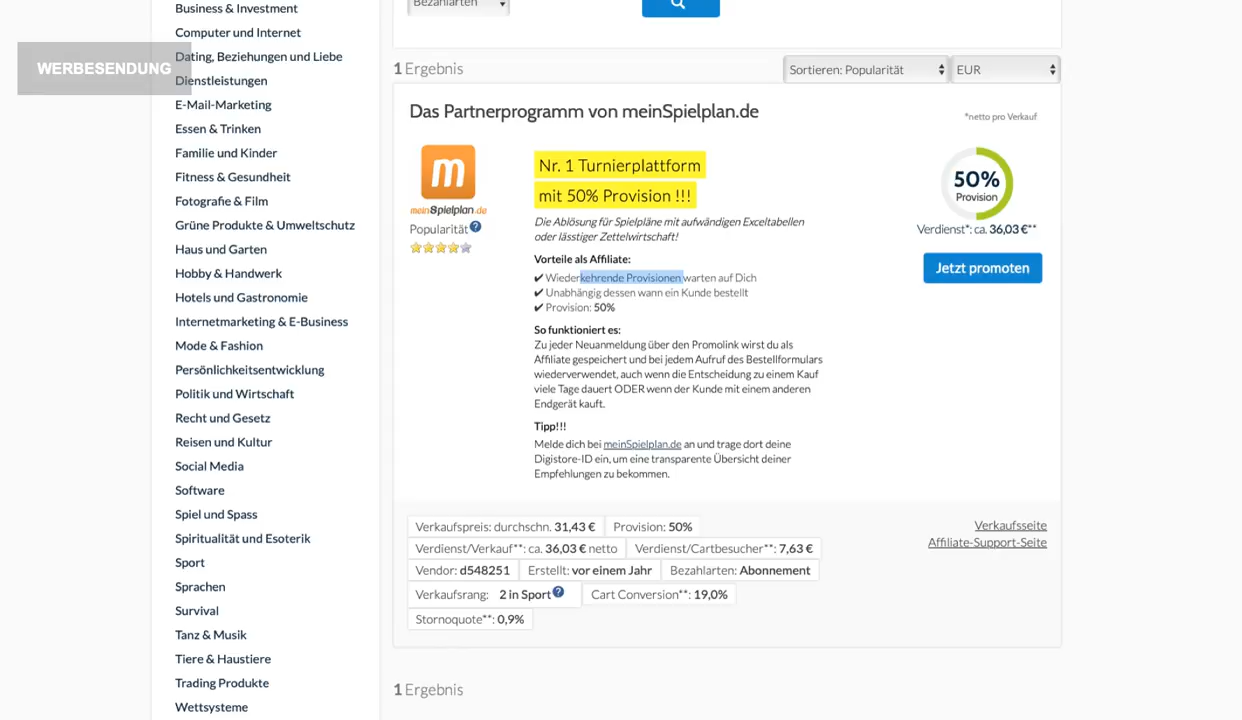 Business & Investment
Computer und Internet
Dating, Beziehungen und Liebe
Dienstleistungen
E-Mail-Marketing
Essen & Trinken
Familie und Kinder
Fitness & Gesundheit
Fotografie & Film
Grüne Produkte & Umweltschutz
Haus und Garten
Hobby & Handwerk
Hotels und Gastronomie
Internetmarketing & E-Business
Mode & Fashion
Persönlichkeitsentwicklung
Politik und Wirtschaft
Recht und Gesetz
Reisen und Kultur
Social Media
Software
Spiel und Spass
Spiritualität und Esoterik
Sport
Sprachen
Survival
Tanz & Musik
Tiere & Haustiere
Trading Produkte
Wettsysteme
WERBESENDUNG
Bezahlarten
1 Ergebnis
Sortieren: Popularität
EUR
Das Partnerprogramm von meinSpielplan.de
*netto pro Verkauf
m
meinSpielplan.de
Popularität ?
Nr. 1 Turnierplattform
mit 50% Provision !!!
Die Ablösung für Spielpläne mit aufwändigen Exceltabellen
oder lässtiger Zettelwirtschaft!
Vorteile als Affiliate:
✔ Wiederkehrende Provisionen warten auf Dich
✔ Unabhängig dessen wann ein Kunde bestellt
✔ Provision: 50%
So funktioniert es:
Zu jeder Neuanmeldung über den Promolink wirst du als
Affiliate gespeichert und bei jedem Aufruf des Bestellformulars
wiederverwendet, auch wenn die Entscheidung zu einem Kauf
viele Tage dauert ODER wenn der Kunde mit einem anderen
Endgerät kauft.
Tipp!!!
Melde dich bei meinSpielplan.de an und trage dort deine
Digistore-ID ein, um eine transparente Übersicht deiner
Empfehlungen zu bekommen.
50%
Provision
Verdienst*: ca. 36,03 €**
Jetzt promoten
Verkaufspreis: durchschn. 31,43 € Provision: 50%
Verdienst/Verkauf**: ca. 36,03 € netto Verdienst/Cartbesucher**: 7,63 €
Vendor: d548251 Erstellt: vor einem Jahr Bezahlarten: Abonnement
Verkaufsrang: 2 in Sport ? Cart Conversion**: 19,0%
Stornoquote**: 0,9%
Verkaufsseite
Affiliate-Support-Seite
1 Ergebnis